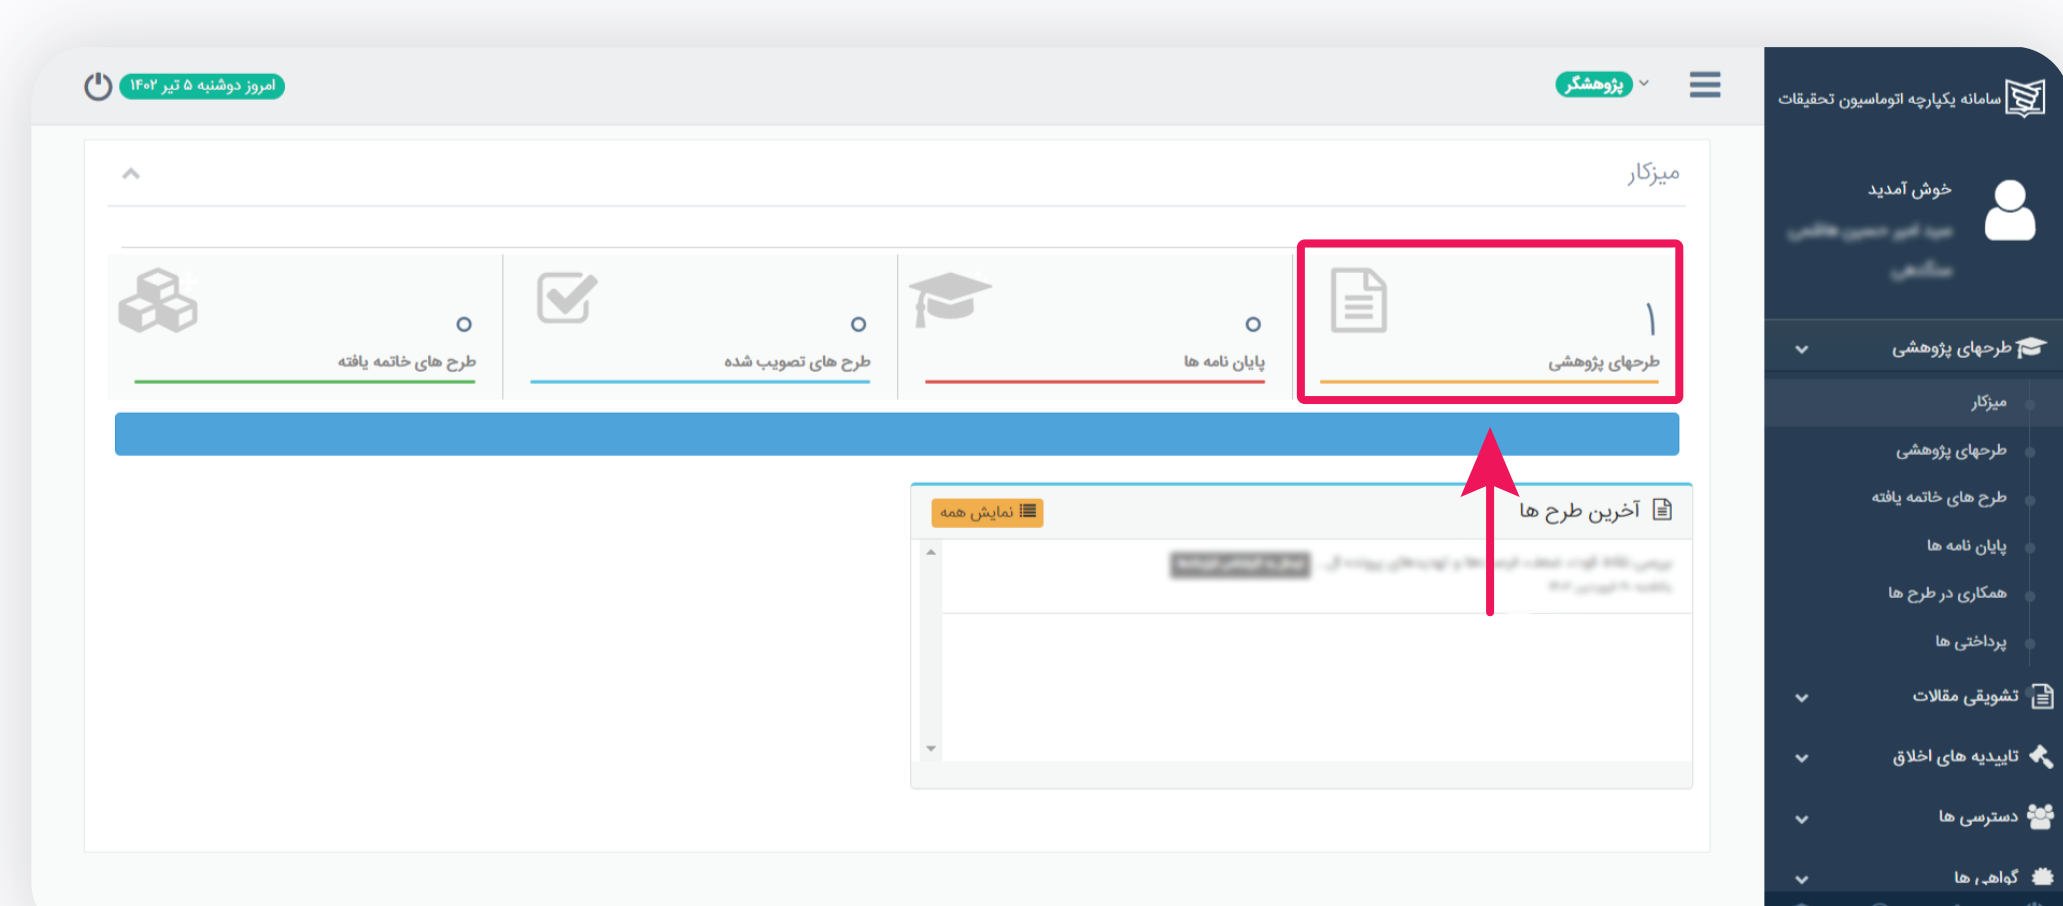 سامانه یکپارچه اتوماسیون تحقیقات
خوش آمدید
طرحهای پژوهشی
میزکار
طرحهای پژوهشی
طرح های خاتمه یافته
پایان نامه ها
همکاری در طرح ها
پرداختی ها
تشویقی مقالات
تاییدیه های اخلاق
دسترسی ها
گواهی ها
پژوهشگر
امروز دوشنبه ۵ تیر ۱۴۰۲
میزکار
۱
طرحهای پژوهشی
۰
پایان نامه ها
۰
طرح های تصویب شده
۰
طرح های خاتمه یافته
آخرین طرح ها
نمایش همه